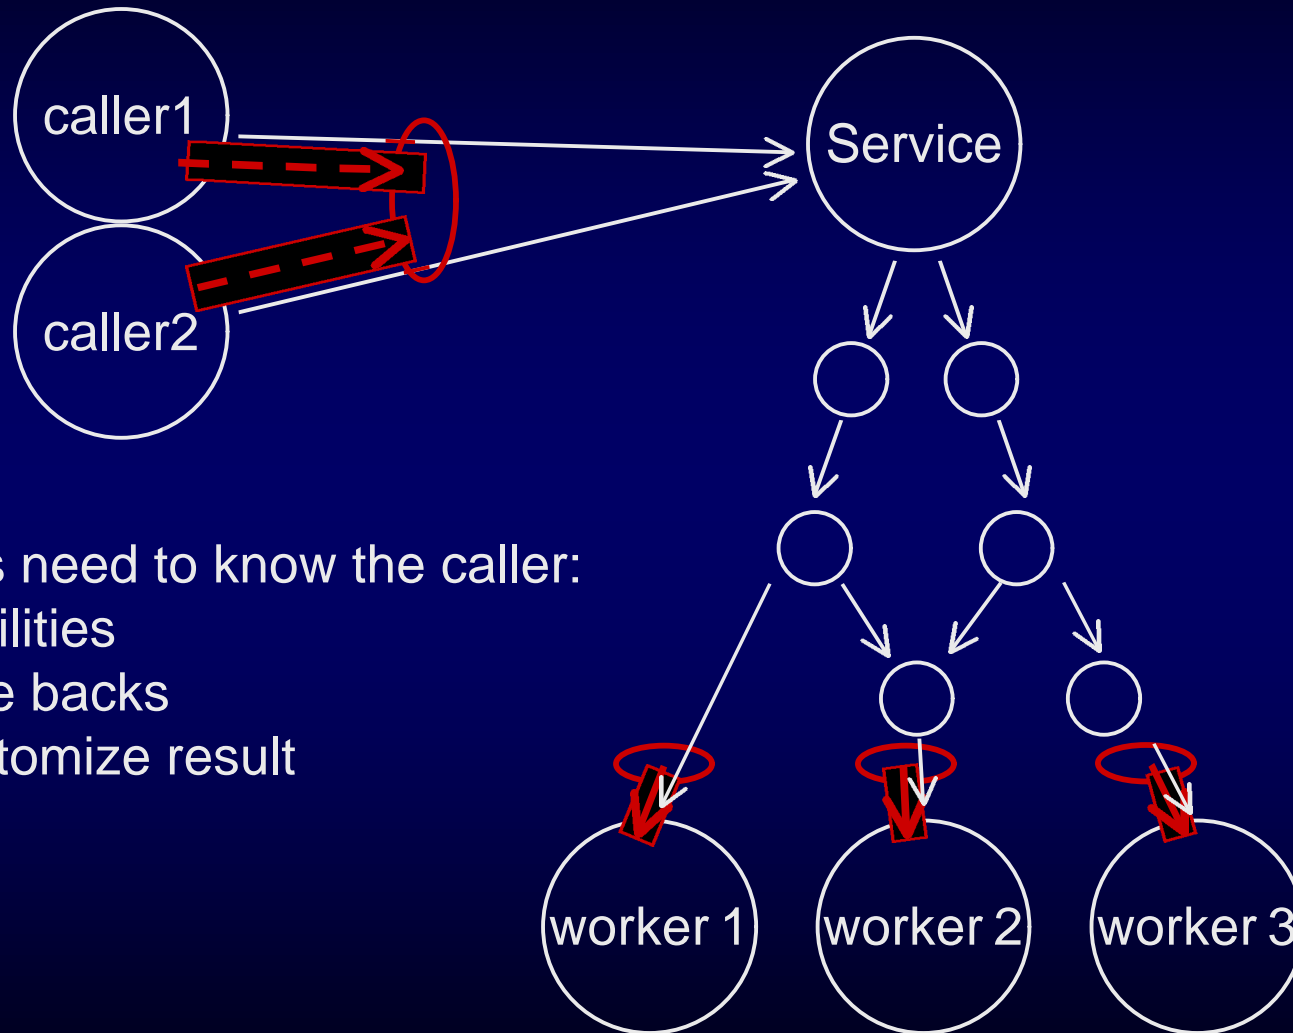 caller1
Service
caller2
s need to know the caller:
ilities
e backs
tomize result
worker 1
worker 2
worker 3